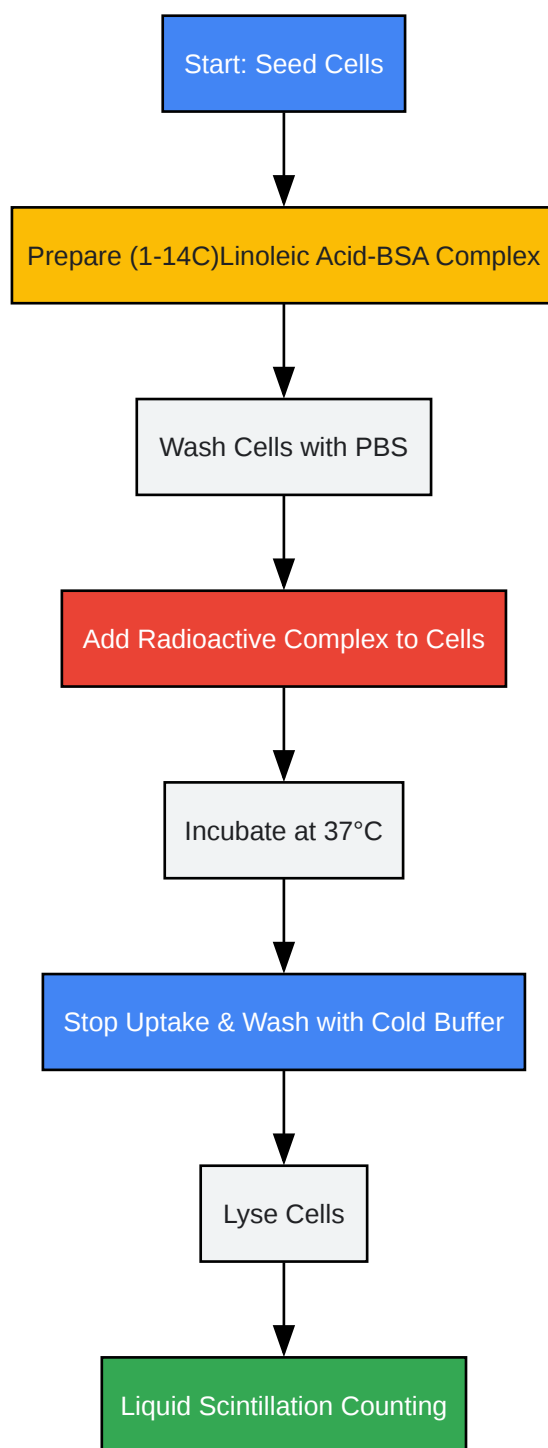 Start: Seed Cells
Prepare (1-14C)Linoleic Acid-BSA Complex
Wash Cells with PBS
Add Radioactive Complex to Cells
Incubate at 37°C
Stop Uptake & Wash with Cold Buffer
Lyse Cells
Liquid Scintillation Counting